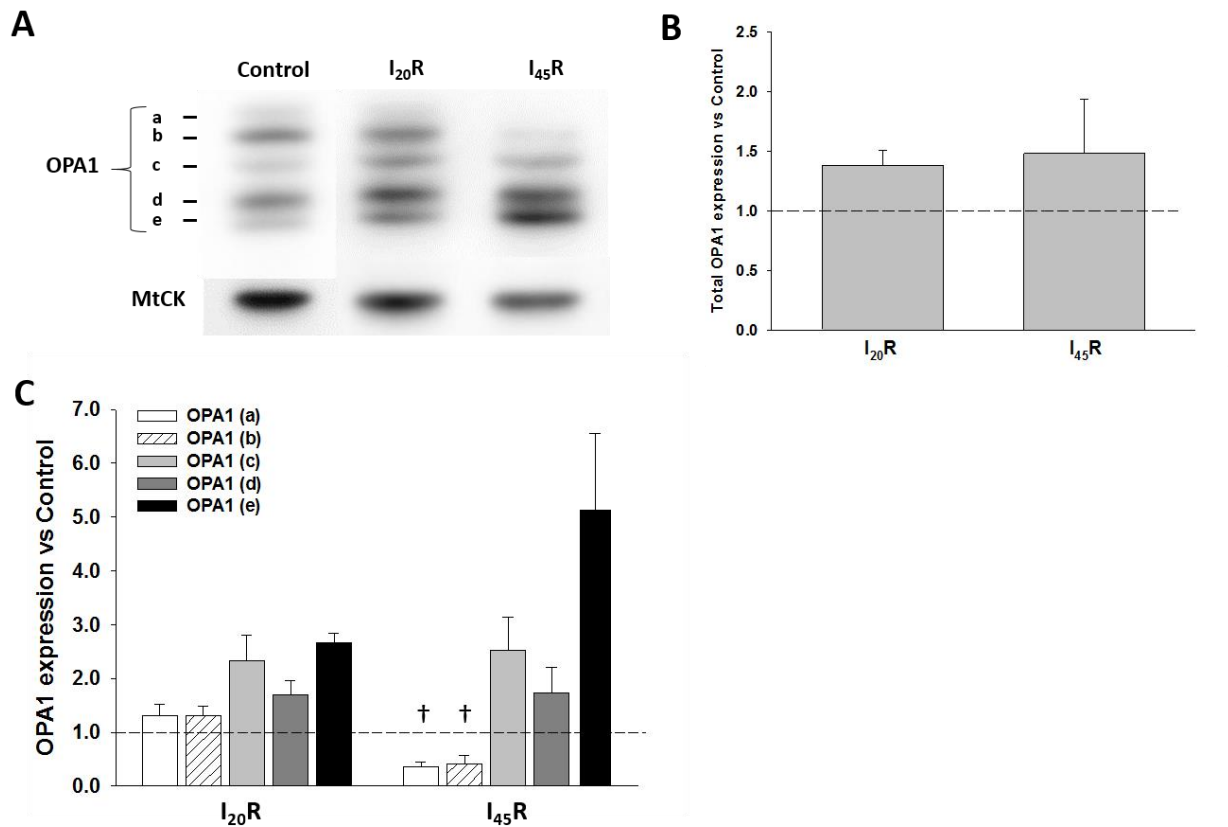 A
Control I₂₀R I₄₅R
OPA1
a
b
c
d
e
MtCK
B
Total OPA1 expression vs Control
2.5
2.0
1.5
1.0
0.5
0.0
I₂₀R I₄₅R
C
OPA1 expression vs Control
7.0
6.0
5.0
4.0
3.0
2.0
1.0
0.0
OPA1 (a)
OPA1 (b)
OPA1 (c)
OPA1 (d)
OPA1 (e)
† †
I₂₀R I₄₅R